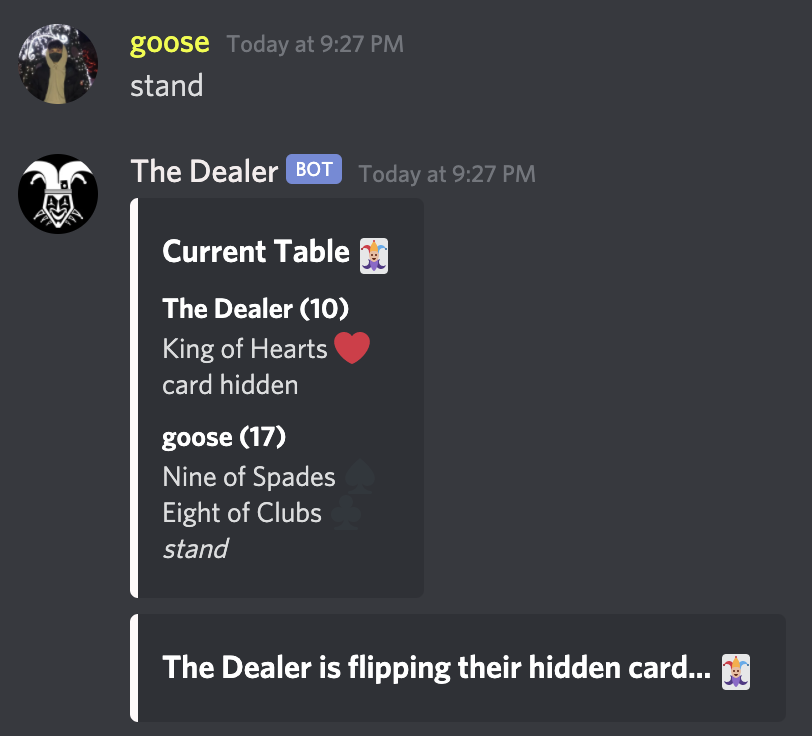 goose Today at 9:27 PM
stand
The Dealer BOT Today at 9:27 PM
Current Table
The Dealer (10)
King of Hearts
card hidden
goose (17)
Nine of Spades
Eight of Clubs
stand
The Dealer is flipping their hidden card...